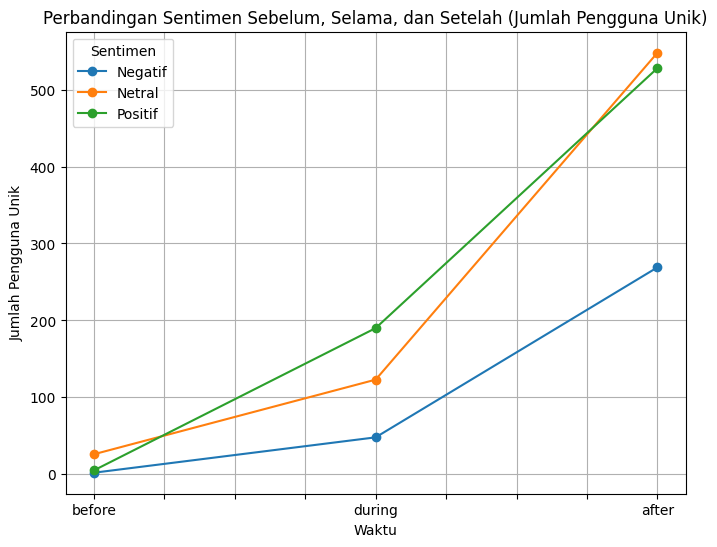 Perbandingan Sentimen Sebelum, Selama, dan Setelah (Jumlah Pengguna Unik)
Sentimen
Negatif
Netral
Positif
Jumlah Pengguna Unik
500
400
300
200
100
0
before
during
after
Waktu